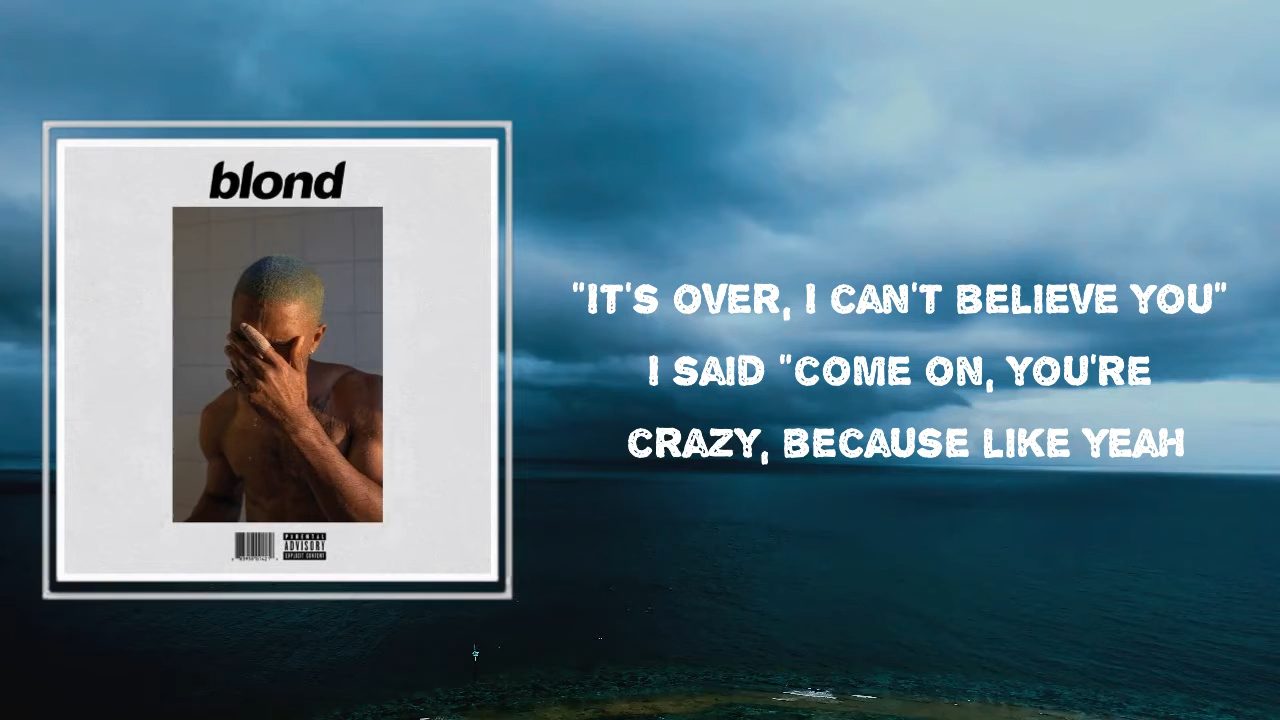 blond
"IT'S OVER, I CAN'T BELIEVE YOU"
I SAID "COME ON, YOU'RE
CRAZY, BECAUSE LIKE YEAH
PARENTAL
ADVISORY
EXPLICIT CONTENT